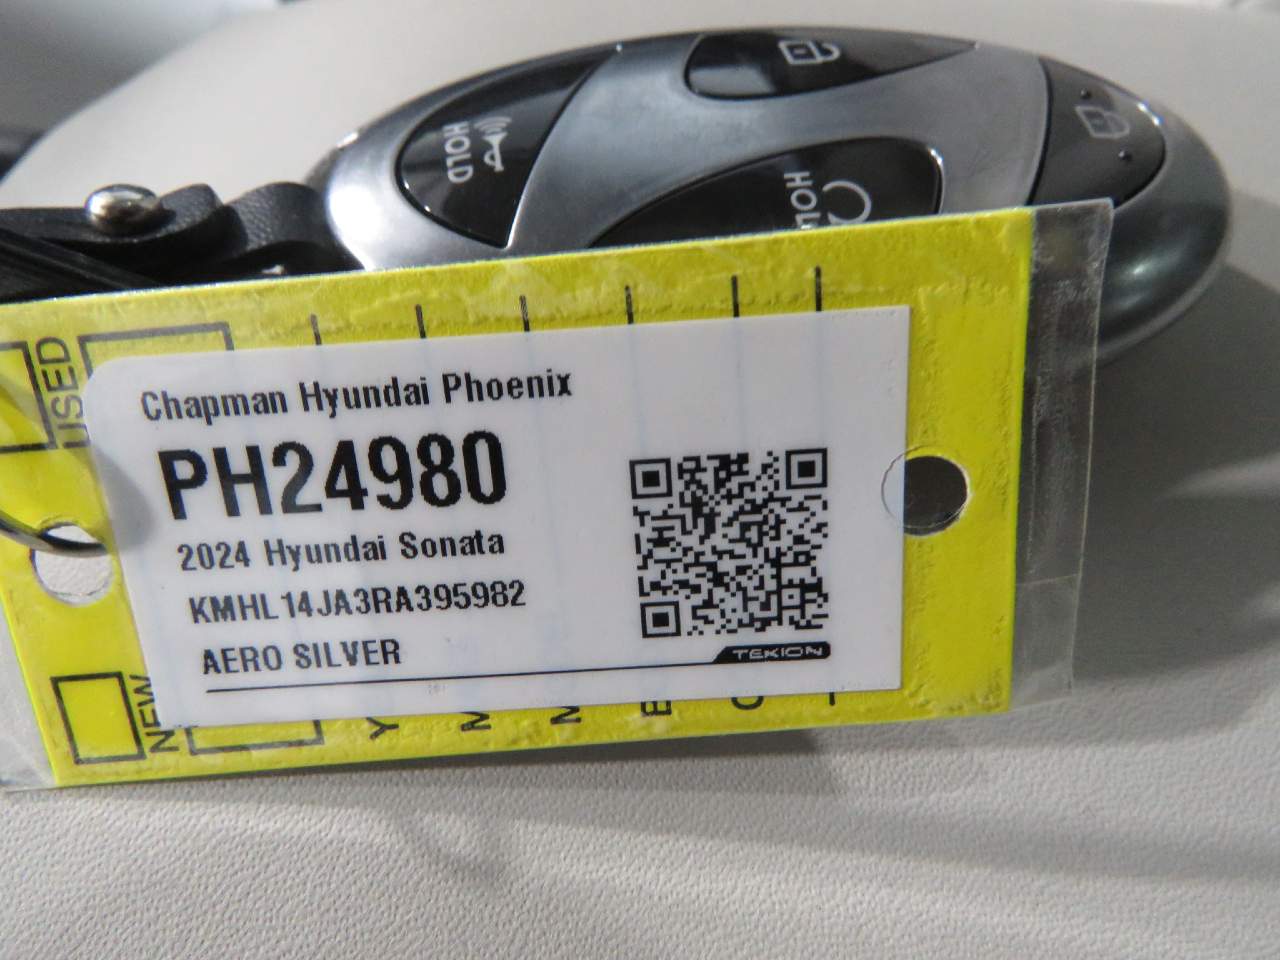 HOLD
HOLD
USED
Chapman Hyundai Phoenix
PH24980
2024 Hyundai Sonata
KMHL14JA3RA395982
AERO SILVER
TEKION
NEW